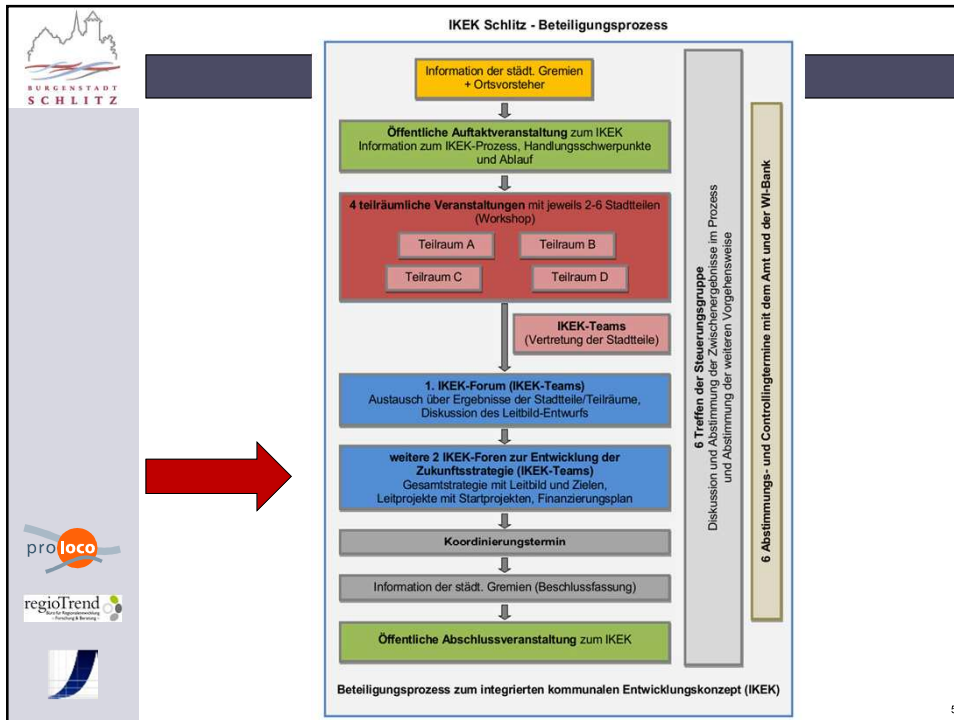 IKEK Schlitz - Beteiligungsprozess
BURGENSTADT
SCHLITZ
Information der städt. Gremien
+ Ortsvorsteher
Öffentliche Auftaktveranstaltung zum IKEK
Information zum IKEK-Prozess, Handlungsschwerpunkte
und Ablauf
4 teilräumliche Veranstaltungen mit jeweils 2-6 Stadtteilen
(Workshop)
Teilraum A
Teilraum B
Teilraum C
Teilraum D
IKEK-Teams
(Vertretung der Stadtteile)
1. IKEK-Forum (IKEK-Teams)
Austausch über Ergebnisse der Stadtteile/Teilräume,
Diskussion des Leitbild-Entwurfs
weitere 2 IKEK-Foren zur Entwicklung der
Zukunftsstrategie (IKEK-Teams)
Gesamtstrategie mit Leitbild und Zielen,
Leitprojekte mit Startprojekten, Finanzierungsplan
Koordinierungstermin
Information der städt. Gremien (Beschlussfassung)
Öffentliche Abschlussveranstaltung zum IKEK
6 Treffen der Steuerungsgruppe
Diskussion und Abstimmung der Zwischenergebnisse im Prozess
und Abstimmung der weiteren Vorgehensweise
6 Abstimmungs- und Controllingtermine mit dem Amt und der WI-Bank
Beteiligungsprozess zum integrierten kommunalen Entwicklungskonzept (IKEK)
proloco
regioTrend
Büro für Regionalentwicklung
- Forschung & Beratung -
5